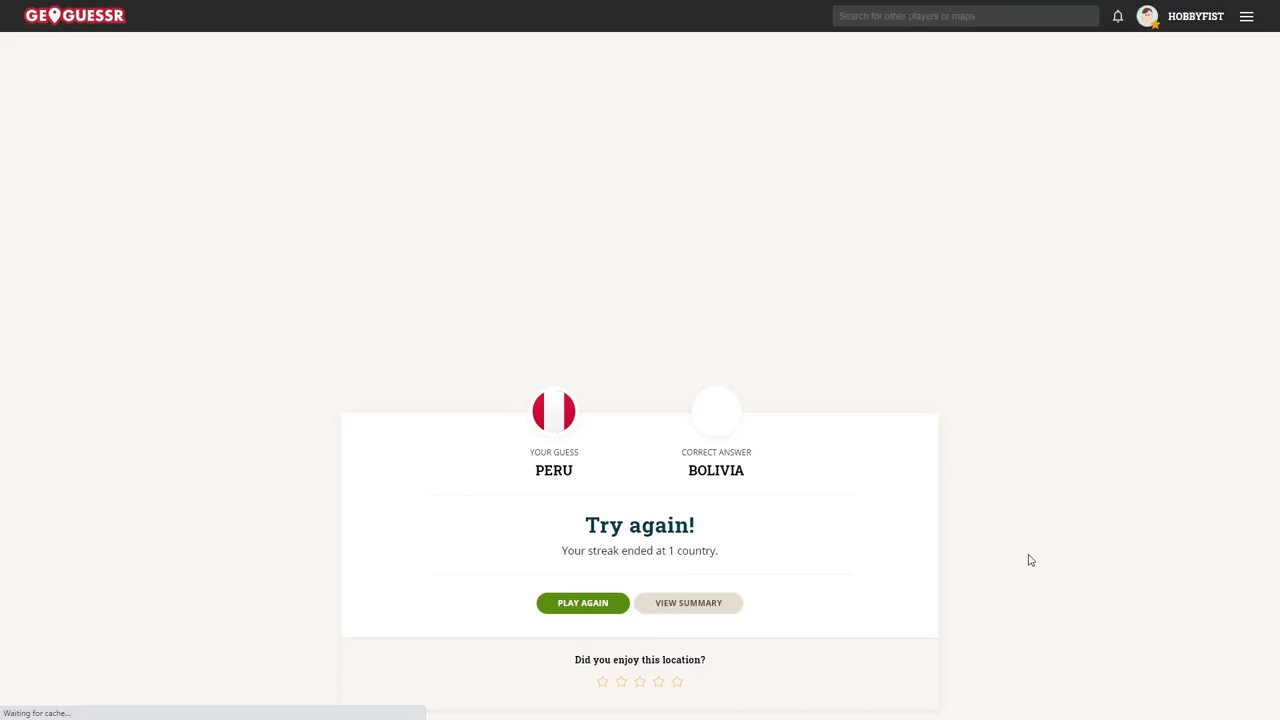 GEOGUESSR
Search for other players or maps
HOBBYFIST
YOUR GUESS
PERU
CORRECT ANSWER
BOLIVIA
Try again!
Your streak ended at 1 country.
PLAY AGAIN
VIEW SUMMARY
Did you enjoy this location?
Waiting for cache...